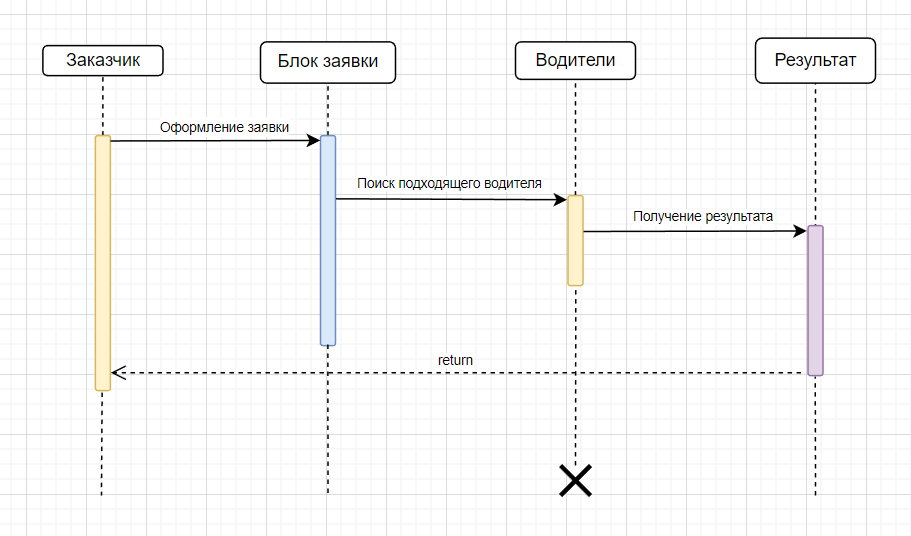 Заказчик
Блок заявки
Водители
Результат
Оформление заявки
Поиск подходящего водителя
Получение результата
return